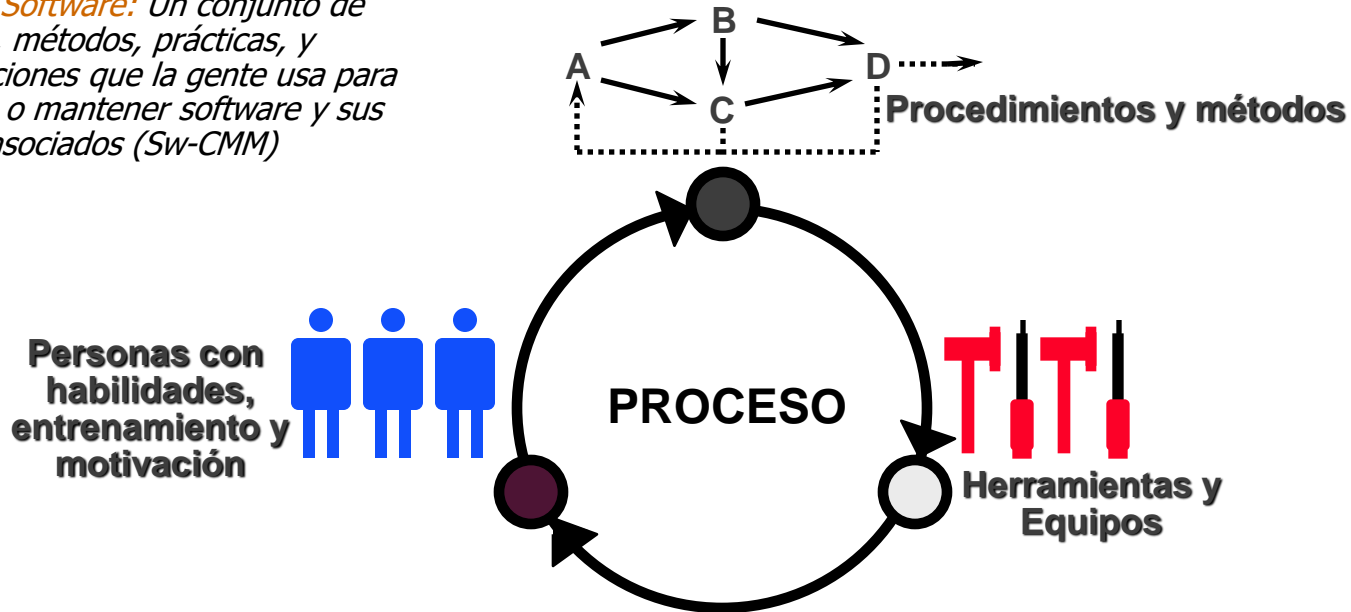 Software: Un conjunto de
métodos, prácticas, y
ciones que la gente usa para
o mantener software y sus
asociados (Sw-CMM)
B
A
D
C
Procedimientos y métodos
Personas con
habilidades,
entrenamiento y
motivación
PROCESO
Herramientas y
Equipos